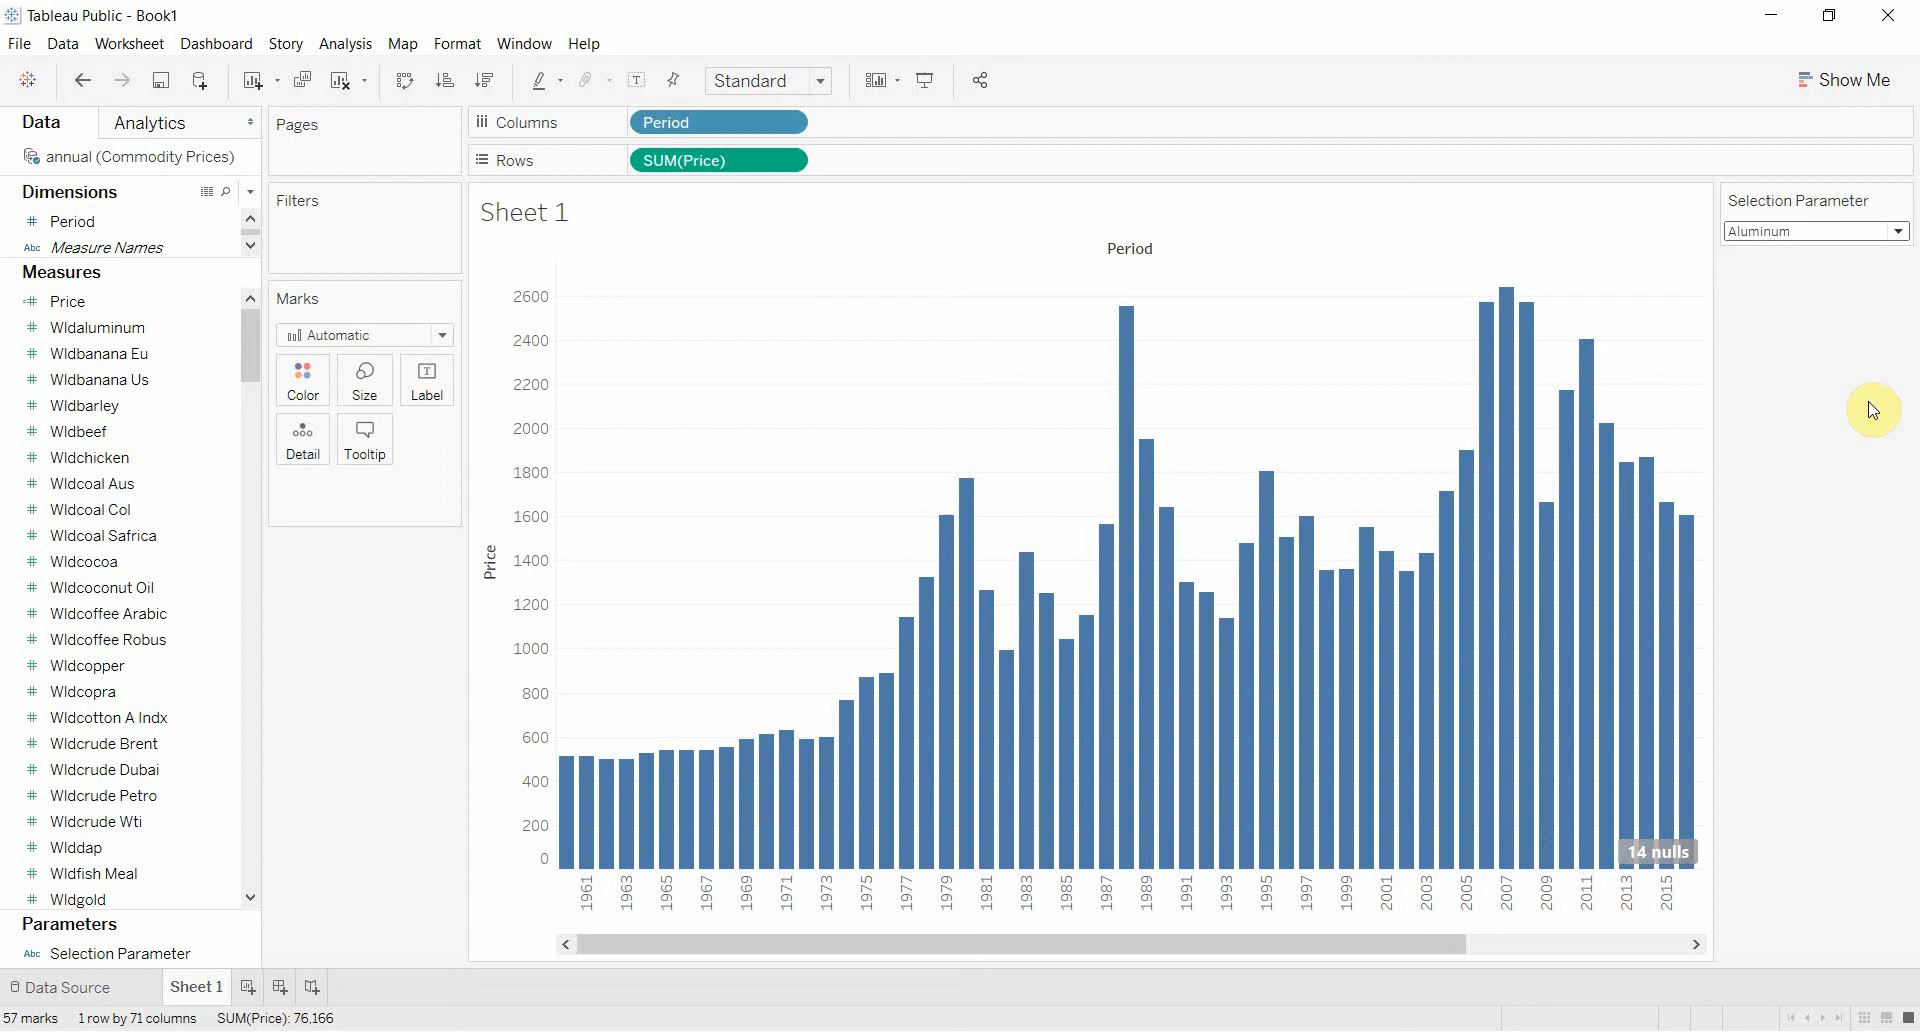 Tableau Public - Book1
File Data Worksheet Dashboard Story Analysis Map Format Window Help
Standard
Show Me
Data
Analytics
annual (Commodity Prices)
Dimensions
# Period
Abc Measure Names
Measures
=# Price
# Wldaluminum
# Wldbanana Eu
# Wldbanana Us
# Wldbarley
# Wldbeef
# Wldchicken
# Wldcoal Aus
# Wldcoal Col
# Wldcoal Safrica
# Wldcocoa
# Wldcoconut Oil
# Wldcoffee Arabic
# Wldcoffee Robus
# Wldcopper
# Wldcopra
# Wldcotton A Indx
# Wldcrude Brent
# Wldcrude Dubai
# Wldcrude Petro
# Wldcrude Wti
# Wlddap
# Wldfish Meal
# Wldgold
Parameters
Abc Selection Parameter
Pages
Filters
Marks
Automatic
Color
Size
Label
Detail
Tooltip
Columns
Period
Rows
SUM(Price)
Sheet 1
Period
Price
2600
2400
2200
2000
1800
1600
1400
1200
1000
800
600
400
200
0
14 nulls
1961 1963 1965 1967 1969 1971 1973 1975 1977 1979 1981 1983 1985 1987 1989 1991 1993 1995 1997 1999 2001 2003 2005 2007 2009 2011 2013 2015
Selection Parameter
Aluminum
Data Source
Sheet 1
57 marks 1 row by 71 columns SUM(Price): 76,166